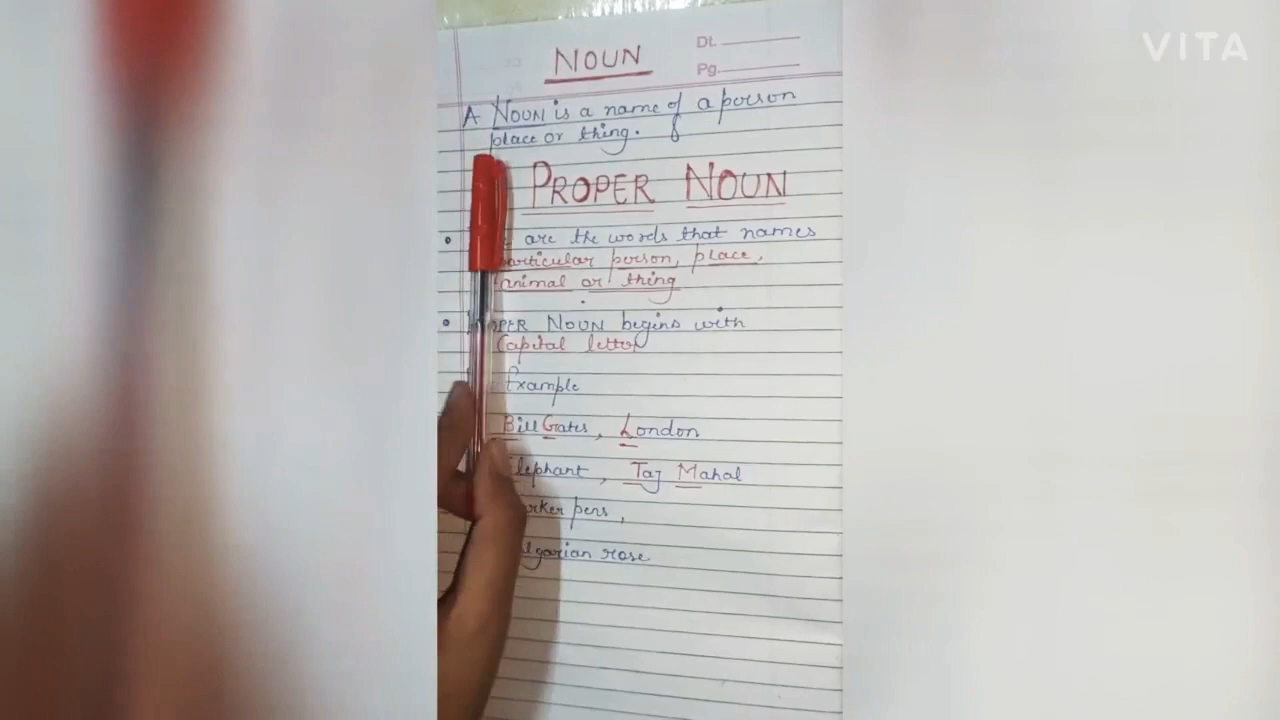 VITA
NOUN
Dt.
Pg.
A NOUN is a name of a person
place or thing.
PROPER NOUN
are the words that names
particular person, place,
animal or thing
NOUN begins with
Capital letter
Example
Bill Gates, London
Elephant, Taj Mahal
pens,
rose